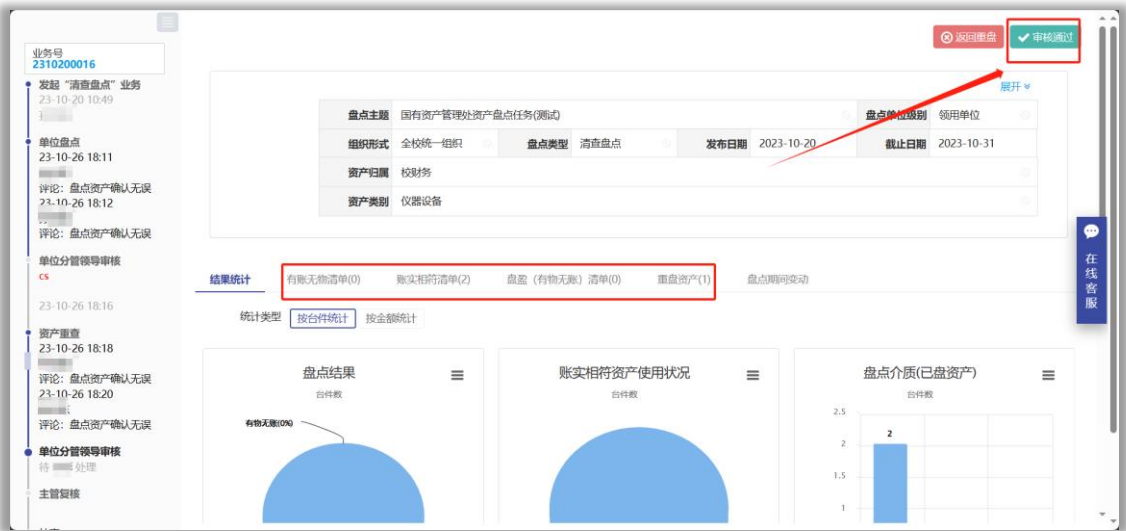 业务号
2310200016
发起“清查盘点”业务
23-10-20 10:49
单位盘点
23-10-26 18:11
评论：盘点资产确认无误
23-10-26 18:12
评论：盘点资产确认无误
单位分管领导审核
cs
23-10-26 18:16
资产重查
23-10-26 18:18
评论：盘点资产确认无误
23-10-26 18:20
评论：盘点资产确认无误
单位分管领导审核
待 处理
主管复核
返回重盘 审核通过
展开
盘点主题 国有资产管理处资产盘点任务(测试) 盘点单位级别 领用单位
组织形式 全校统一组织 盘点类型 清查盘点 发布日期 2023-10-20 截止日期 2023-10-31
资产归属 校财务
资产类别 仪器设备
结果统计 有账无物清单(0) 账实相符清单(2) 盘盈（有物无账）清单(0) 重盘资产(1) 盘点期间变动
统计类型 按台件统计 按金额统计
盘点结果
台件数
有物无账(0%)
账实相符资产使用状况
台件数
盘点介质(已盘资产)
台件数
2.5
2
2
1.5
1
在线客服